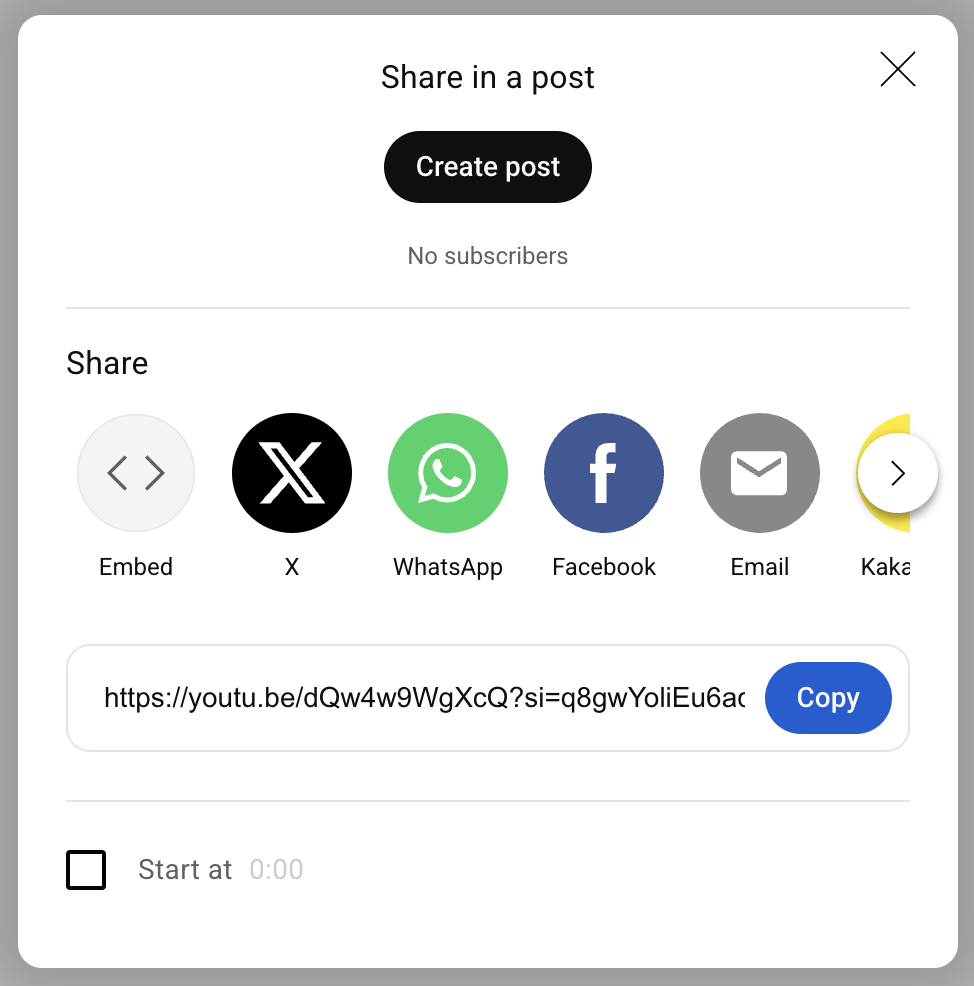 Share in a post
Create post
No subscribers
Share
Embed X WhatsApp Facebook Email Kaka
https://youtu.be/dQw4w9WgXcQ?si=q8gwYoliEu6ac Copy
Start at 0:00